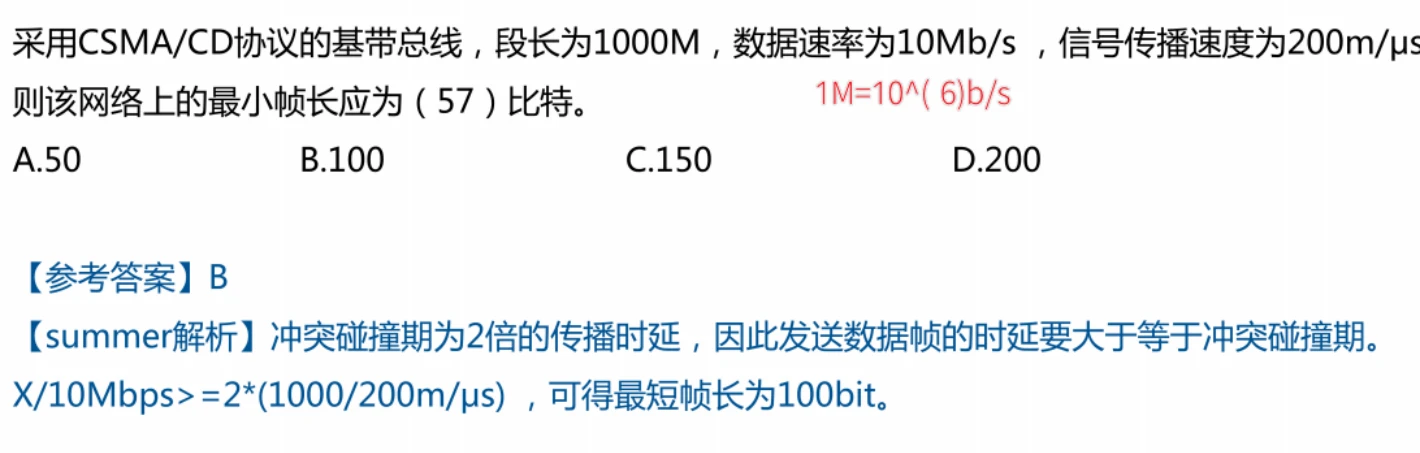 采用CSMA/CD协议的基带总线，段长为1000M，数据速率为10Mb/s ，信号传播速度为200m/μs
则该网络上的最小帧长应为（57）比特。
1M=10^( 6)b/s
A.50 B.100 C.150 D.200
【参考答案】B
【summer解析】冲突碰撞期为2倍的传播时延，因此发送数据帧的时延要大于等于冲突碰撞期。
X/10Mbps>=2*(1000/200m/μs) ，可得最短帧长为100bit。